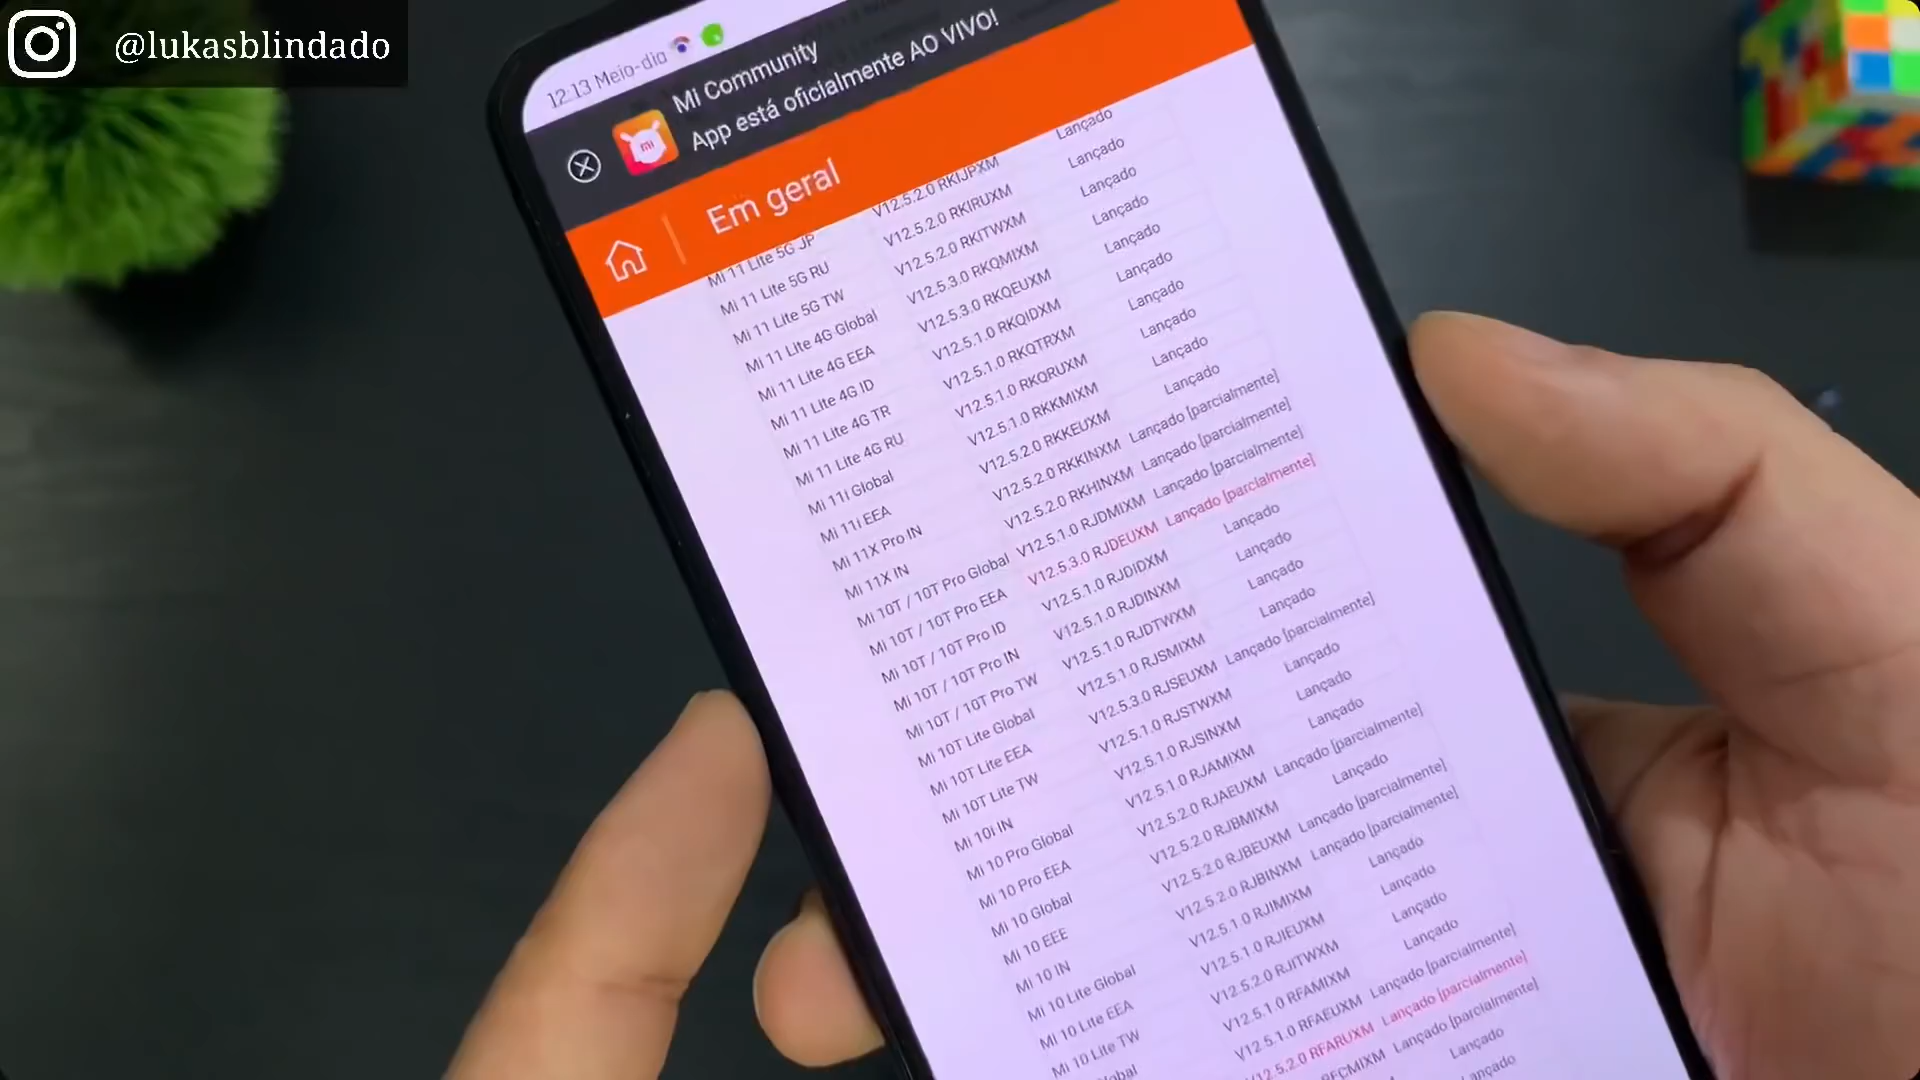 @lukasblindado
12:13 Meio-dia
Mi Community
App está oficialmente AO VIVO!
Em geral
Mi 11 Lite 5G JP V12.5.2.0 RKIJPXM Lançado
Mi 11 Lite 5G RU V12.5.2.0 RKIRUXM Lançado
Mi 11 Lite 5G TW V12.5.2.0 RKITWXM Lançado
Mi 11 Lite 4G Global V12.5.3.0 RKQMIXM Lançado
Mi 11 Lite 4G EEA V12.5.3.0 RKQEUXM Lançado
Mi 11 Lite 4G ID V12.5.1.0 RKQIDXM Lançado
Mi 11 Lite 4G TR V12.5.1.0 RKQTRXM Lançado
Mi 11 Lite 4G RU V12.5.1.0 RKQRUXM Lançado
Mi 11i Global V12.5.1.0 RKKMIXM Lançado
Mi 11i EEA V12.5.2.0 RKKEUXM Lançado
Mi 11X Pro IN V12.5.2.0 RKKINXM Lançado [parcialmente]
Mi 11X IN V12.5.2.0 RKHINXM Lançado [parcialmente]
Mi 10T / 10T Pro Global V12.5.1.0 RJDMIXM Lançado [parcialmente]
Mi 10T / 10T Pro EEA V12.5.3.0 RJDEUXM Lançado [parcialmente]
Mi 10T / 10T Pro ID V12.5.1.0 RJDIDXM Lançado
Mi 10T / 10T Pro IN V12.5.1.0 RJDINXM Lançado
Mi 10T / 10T Pro TW V12.5.1.0 RJDTWXM Lançado
Mi 10T Lite Global V12.5.1.0 RJSMIXM Lançado
Mi 10T Lite EEA V12.5.3.0 RJSEUXM Lançado [parcialmente]
Mi 10T Lite TW V12.5.1.0 RJSTWXM Lançado
Mi 10i IN V12.5.1.0 RJSINXM Lançado
Mi 10 Pro Global V12.5.1.0 RJAMIXM Lançado
Mi 10 Pro EEA V12.5.2.0 RJAEUXM Lançado [parcialmente]
Mi 10 Global V12.5.2.0 RJBMIXM Lançado
Mi 10 EEE V12.5.2.0 RJBEUXM Lançado [parcialmente]
Mi 10 IN V12.5.2.0 RJBINXM Lançado [parcialmente]
Mi 10 Lite Global V12.5.1.0 RJIMIXM Lançado
Mi 10 Lite EEA V12.5.1.0 RJIEUXM Lançado
Mi 10 Lite TW V12.5.2.0 RJITWXM Lançado
obal V12.5.1.0 RFAMIXM Lançado
V12.5.1.0 RFAEUXM Lançado [parcialmente]
V12.5.2.0 RFARUXM Lançado [parcialmente]
RFCMIXM Lançado [parcialmente]
Lançado
ançado